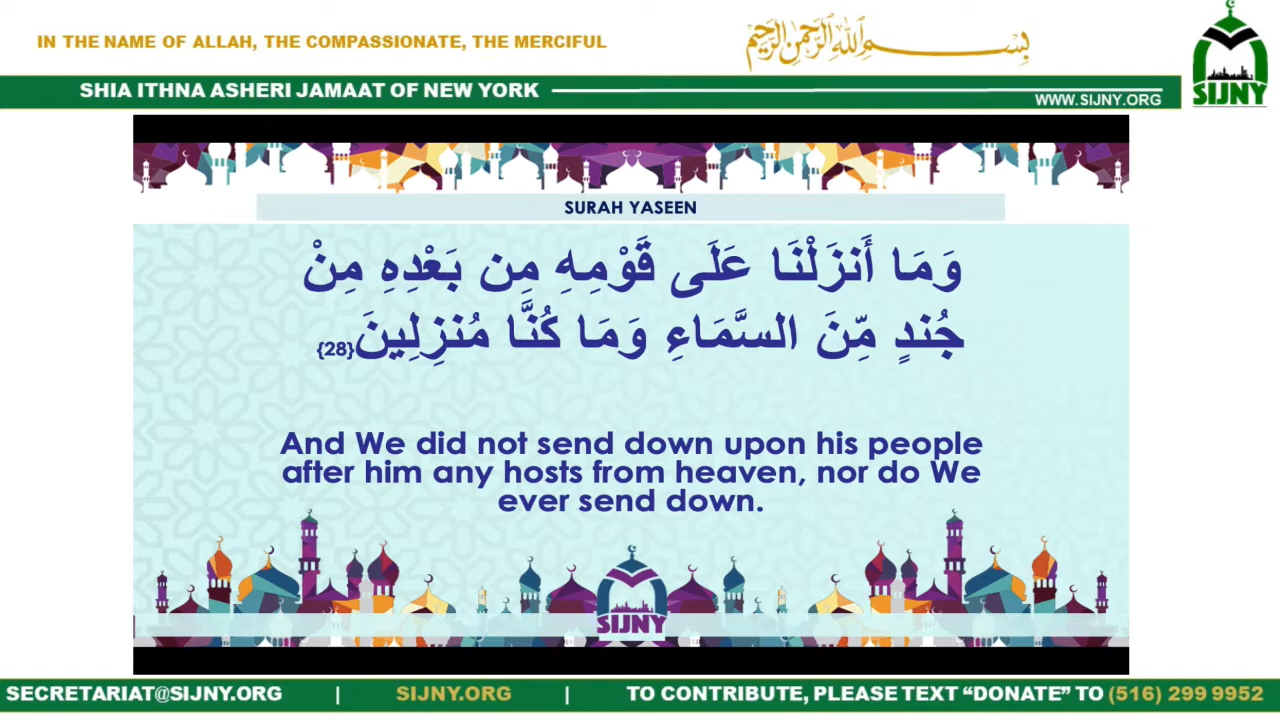 IN THE NAME OF ALLAH, THE COMPASSIONATE, THE MERCIFUL
بِسْمِ اللهِ الرَّحْمٰنِ الرَّحِيْمِ
SHIA ITHNA ASHERI JAMAAT OF NEW YORK
WWW.SIJNY.ORG
SIJNY
SURAH YASEEN
وَمَا أَنزَلْنَا عَلَى قَوْمِهِ مِن بَعْدِهِ مِنْ
جُندٍ مِّنَ السَّمَاءِ وَمَا كُنَّا مُنزِلِينَ{28}
And We did not send down upon his people
after him any hosts from heaven, nor do We
ever send down.
SIJNY
SECRETARIAT@SIJNY.ORG | SIJNY.ORG | TO CONTRIBUTE, PLEASE TEXT “DONATE” TO (516) 299 9952